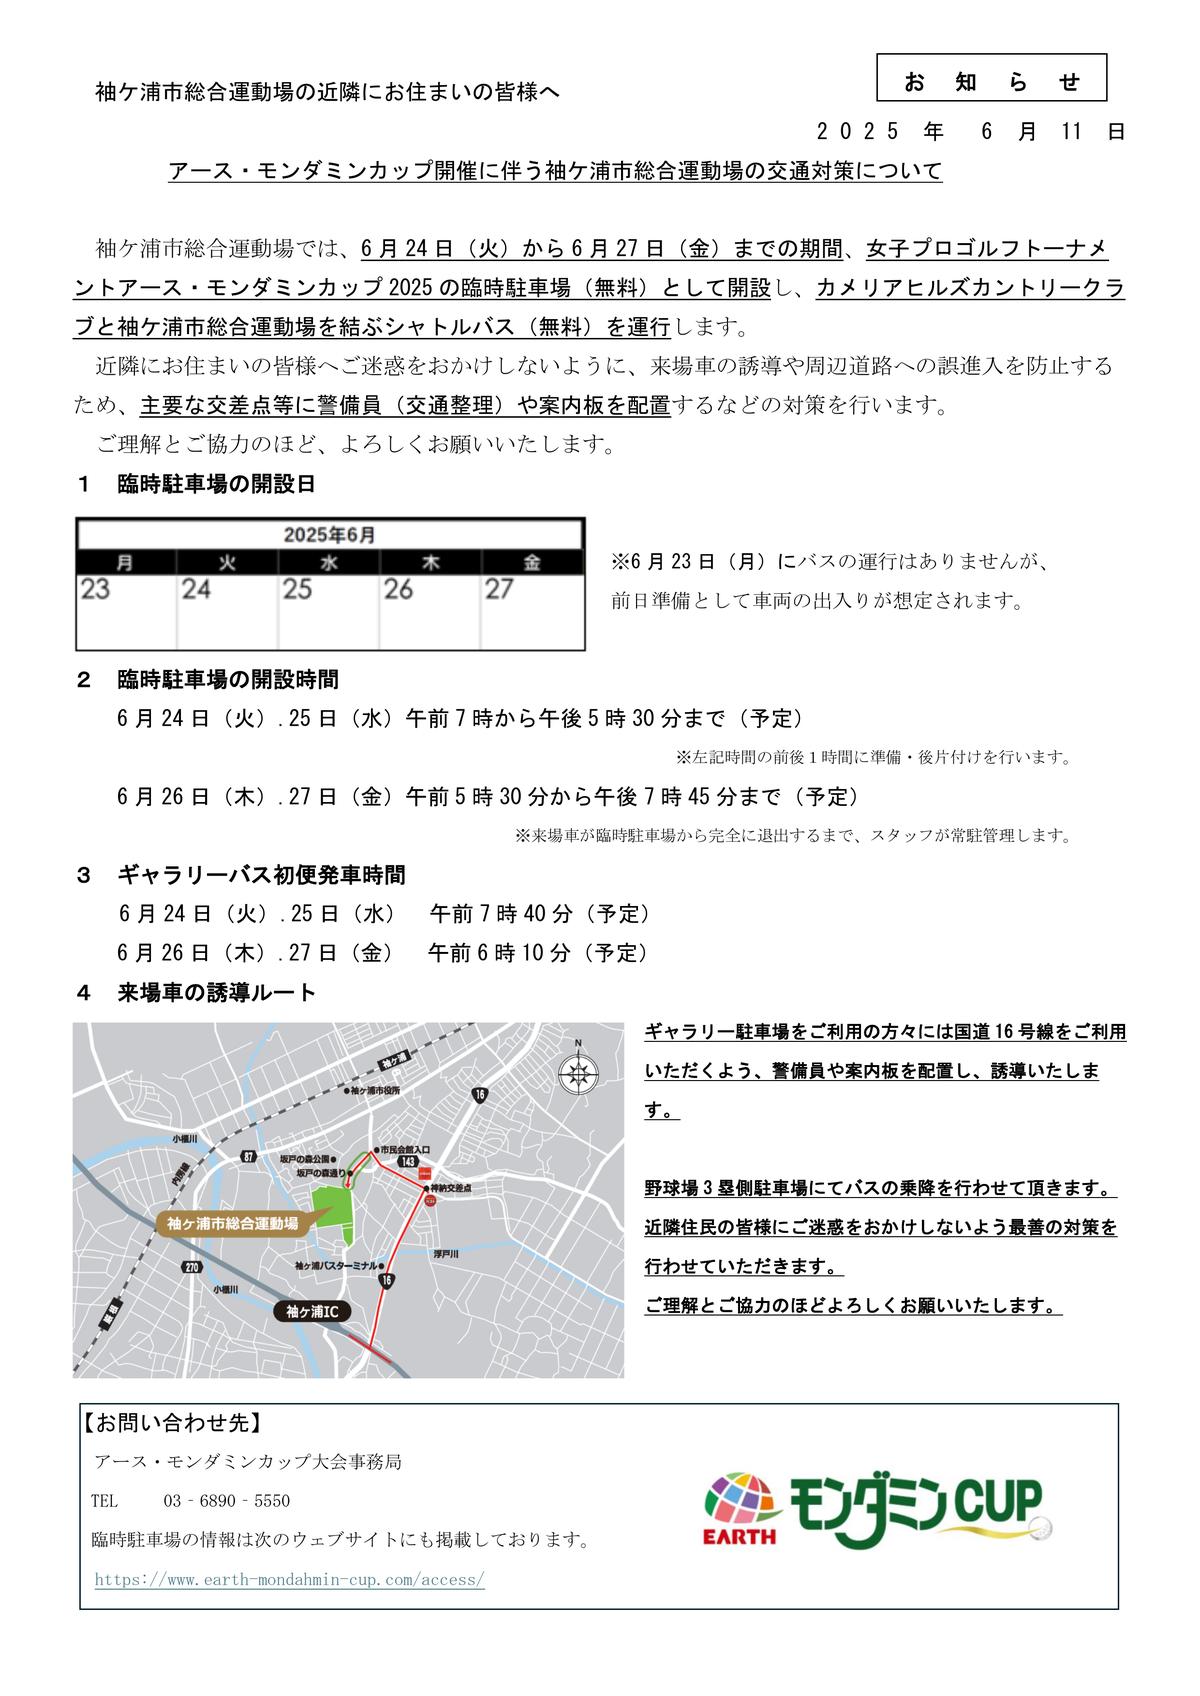 お　知　ら　せ
袖ケ浦市総合運動場の近隣にお住まいの皆様へ
２０２５　年　６　月　11　日
アース・モンダミンカップ開催に伴う袖ケ浦市総合運動場の交通対策について
袖ケ浦市総合運動場では、6 月 24 日（火）から 6 月 27 日（金）までの期間、女子プロゴルフトーナメ
ントアース・モンダミンカップ 2025 の臨時駐車場（無料）として開設し、カメリアヒルズカントリークラ
ブと袖ケ浦市総合運動場を結ぶシャトルバス（無料）を運行します。
近隣にお住まいの皆様へご迷惑をおかけしないように、来場車の誘導や周辺道路への誤進入を防止する
ため、主要な交差点等に警備員（交通整理）や案内板を配置するなどの対策を行います。
ご理解とご協力のほど、よろしくお願いいたします。
１　臨時駐車場の開設日
2025年6月
月　火　水　木　金
23　24　25　26　27
※6 月 23 日（月）にバスの運行はありませんが、
前日準備として車両の出入りが想定されます。
２　臨時駐車場の開設時間
6 月 24 日（火）. 25 日（水）午前 7 時から午後 5 時 30 分まで（予定）
※左記時間の前後 1 時間に準備・後片付けを行います。
6 月 26 日（木）. 27 日（金）午前 5 時 30 分から午後 7 時 45 分まで（予定）
※来場車が臨時駐車場から完全に退出するまで、スタッフが常駐管理します。
３　ギャラリーバス初便発車時間
6 月 24 日（火）. 25 日（水）　午前 7 時 40 分（予定）
6 月 26 日（木）. 27 日（金）　午前 6 時 10 分（予定）
４　来場車の誘導ルート
袖ケ浦
N
袖ヶ浦市役所
16
小櫃川
87
坂戸の森公園
市民会館入口
143
内房線
坂戸の森通り
神納交差点
袖ヶ浦市総合運動場
浮戸川
270
袖ヶ浦バスターミナル
16
小櫃川
袖ヶ浦IC
ギャラリー駐車場をご利用の方々には国道 16 号線をご利用
いただくよう、警備員や案内板を配置し、誘導いたしま
す。
野球場 3 塁側駐車場にてバスの乗降を行わせて頂きます。
近隣住民の皆様にご迷惑をおかけしないよう最善の対策を
行わせていただきます。
ご理解とご協力のほどよろしくお願いいたします。
【お問い合わせ先】
アース・モンダミンカップ大会事務局
TEL　03‐6890‐5550
臨時駐車場の情報は次のウェブサイトにも掲載しております。
https://www.earth-mondahmin-cup.com/access/
EARTH
モンダミンCUP